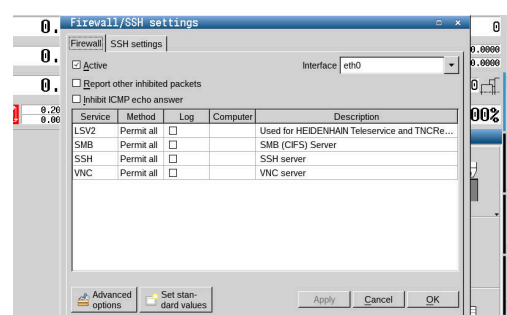 Firewall/SSH settings
0.
0
Firewall
SSH settings
0.
0.0000
0.0000
Active
Interface
eth0
0.
0
Report other inhibited packets
Inhibit ICMP echo answer
0.20
0.00
00%
Service
Method
Log
Computer
Description
LSV2
Permit all
Used for HEIDENHAIN Teleservice and TNCRe...
SMB
Permit all
SMB (CIFS) Server
SSH
Permit all
SSH server
VNC
Permit all
VNC server
Advanced
options
Set stan-
dard values
Apply
Cancel
OK